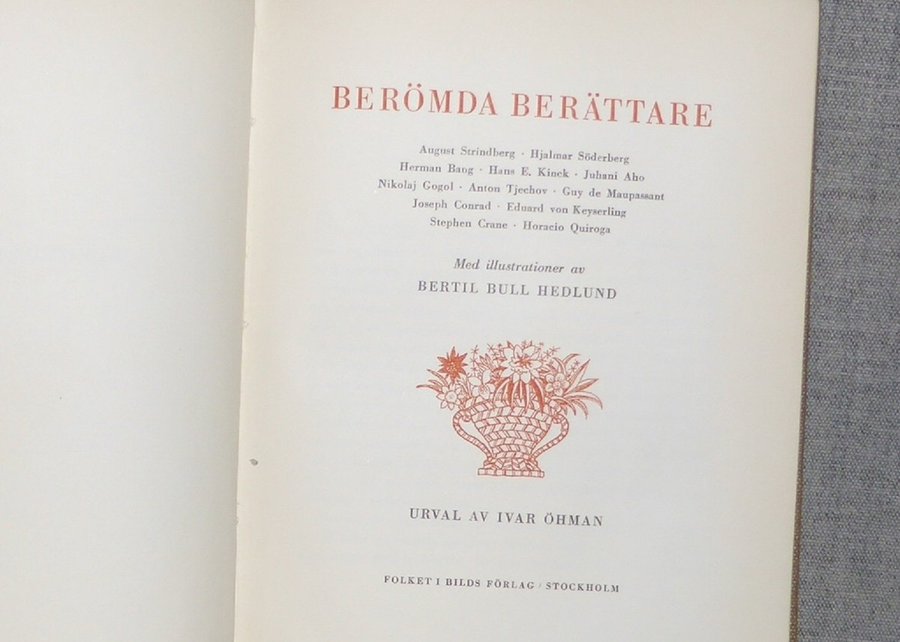 BERÖMDA BERÄTTARE
August Strindberg · Hjalmar Söderberg
Herman Bang · Hans E. Kinck · Juhani Aho
Nikolaj Gogol · Anton Tjechov · Guy de Maupassant
Joseph Conrad · Eduard von Keyserling
Stephen Crane · Horacio Quiroga
Med illustrationer av
BERTIL BULL HEDLUND
URVAL AV IVAR ÖHMAN
FOLKET I BILDS FÖRLAG / STOCKHOLM